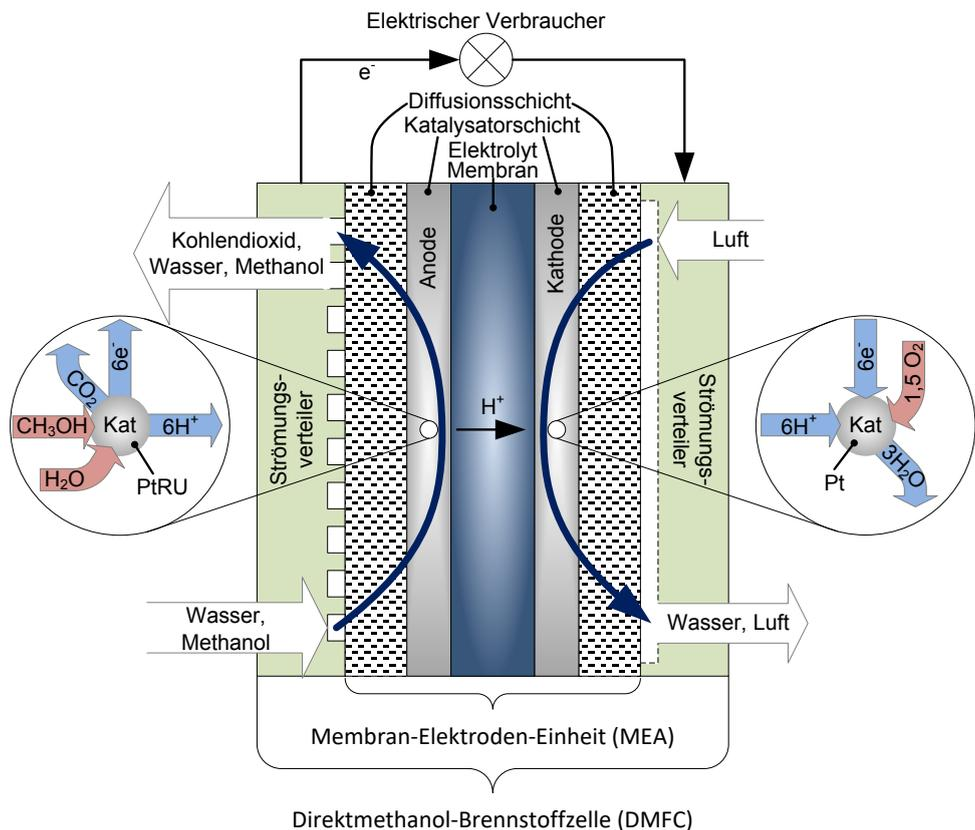 Elektrischer Verbraucher
e⁻
Diffusionsschicht
Katalysatorschicht
Elektrolyt
Membran
Kohlendioxid,
Wasser, Methanol
Luft
Anode
Kathode
Strömungs-
verteiler
Strömungs-
verteiler
H⁺
6e⁻
CO₂
CH₃OH
Kat
6H⁺
H₂O
PtRU
6e⁻
1,5 O₂
6H⁺
Kat
3H₂O
Pt
Wasser,
Methanol
Wasser, Luft
Membran-Elektroden-Einheit (MEA)
Direktmethanol-Brennstoffzelle (DMFC)